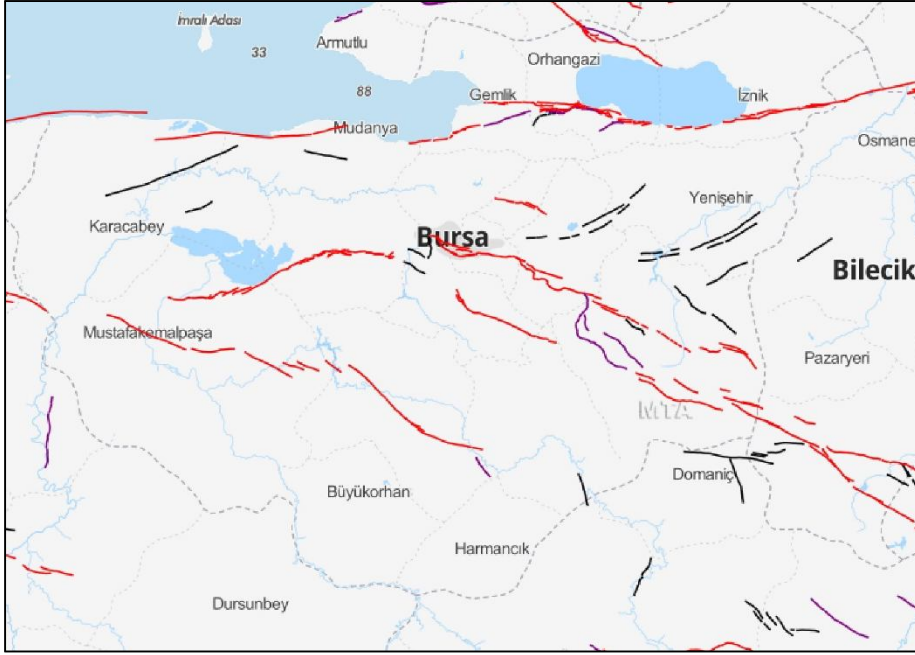 İmralı Adası
Armutlu
33
Orhangazi
88
Gemlik
İznik
Mudanya
Osmane
Yenişehir
Karacabey
Bursa
Bilecik
Mustafakemalpaşa
Pazaryeri
MTA
Domaniç
Büyükorhan
Harmancık
Dursunbey